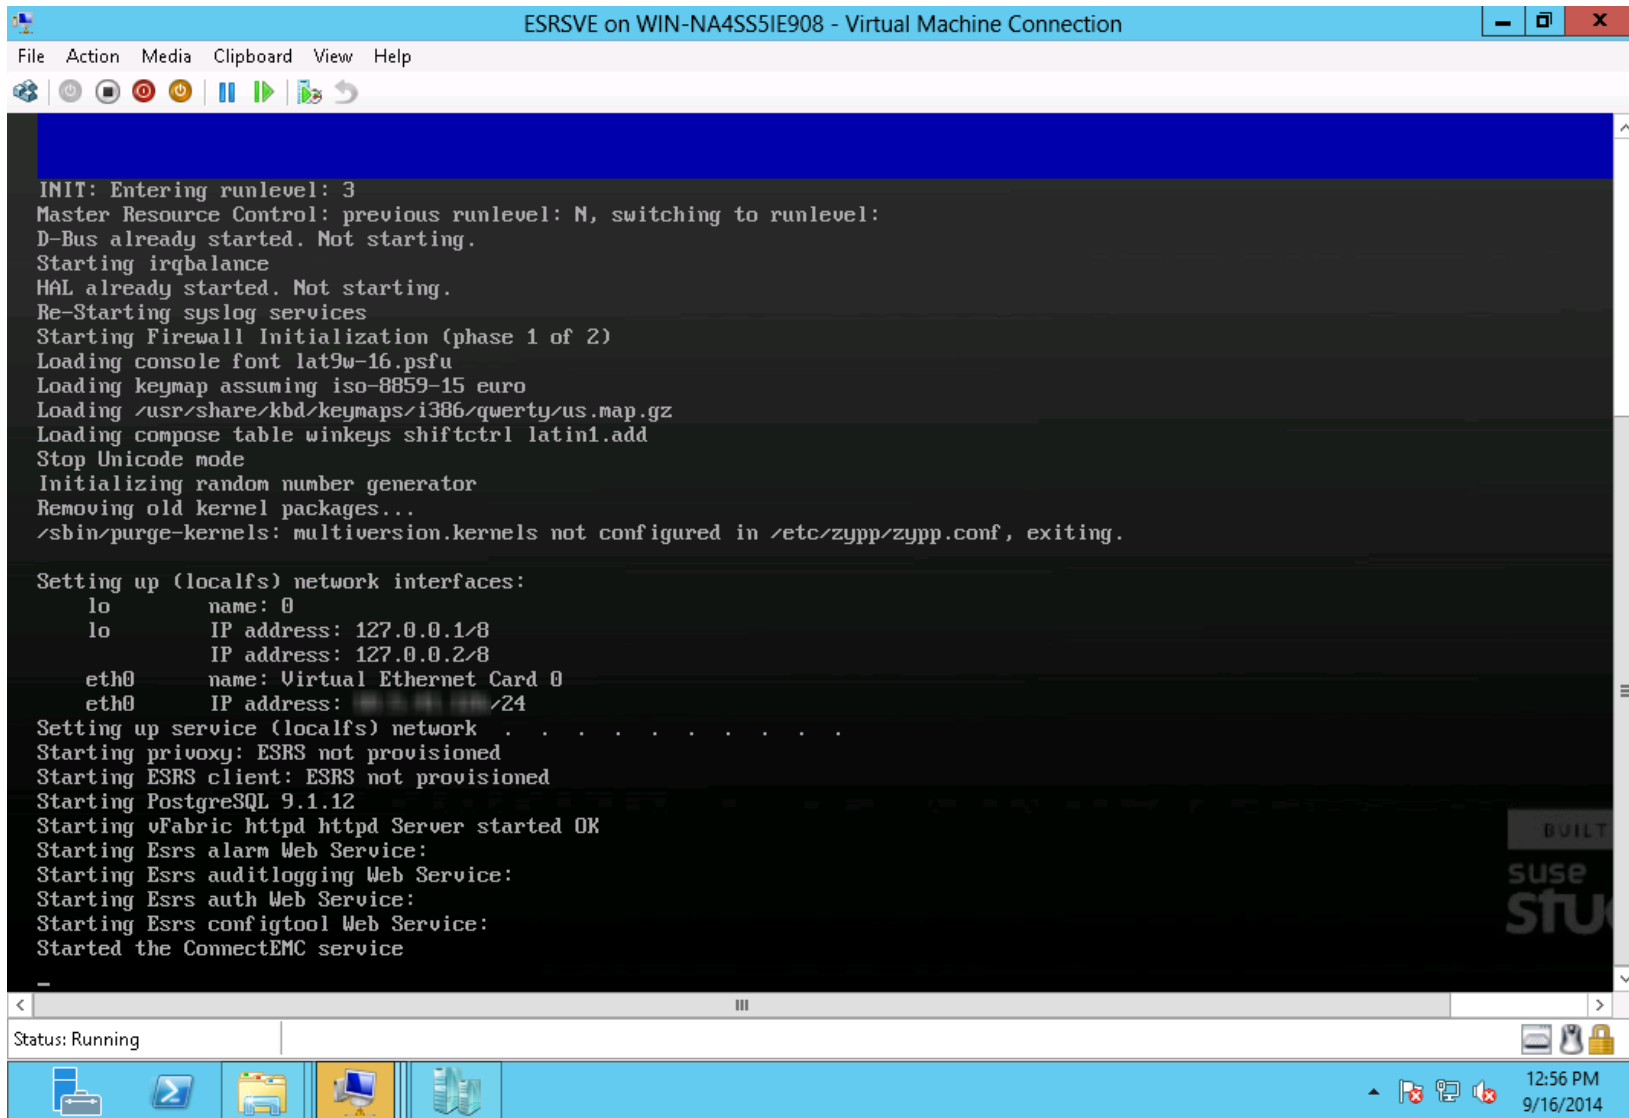 ESRSVE on WIN-NA4SS5IE908 - Virtual Machine Connection
File Action Media Clipboard View Help
INIT: Entering runlevel: 3
Master Resource Control: previous runlevel: N, switching to runlevel:
D-Bus already started. Not starting.
Starting irqbalance
HAL already started. Not starting.
Re-Starting syslog services
Starting Firewall Initialization (phase 1 of 2)
Loading console font lat9w-16.psfu
Loading keymap assuming iso-8859-15 euro
Loading /usr/share/kbd/keymaps/i386/qwerty/us.map.gz
Loading compose table winkeys shiftctrl latin1.add
Stop Unicode mode
Initializing random number generator
Removing old kernel packages...
/sbin/purge-kernels: multiversion.kernels not configured in /etc/zypp/zypp.conf, exiting.
Setting up (localfs) network interfaces:
lo name: 0
lo IP address: 127.0.0.1/8
IP address: 127.0.0.2/8
eth0 name: Virtual Ethernet Card 0
eth0 IP address: /24
Setting up service (localfs) network . . . . . . . . . .
Starting privoxy: ESRS not provisioned
Starting ESRS client: ESRS not provisioned
Starting PostgreSQL 9.1.12
Starting vFabric httpd httpd Server started OK
Starting Esrs alarm Web Service:
Starting Esrs auditlogging Web Service:
Starting Esrs auth Web Service:
Starting Esrs configtool Web Service:
Started the ConnectEMC service
BUILT
suse
STU
Status: Running
12:56 PM
9/16/2014